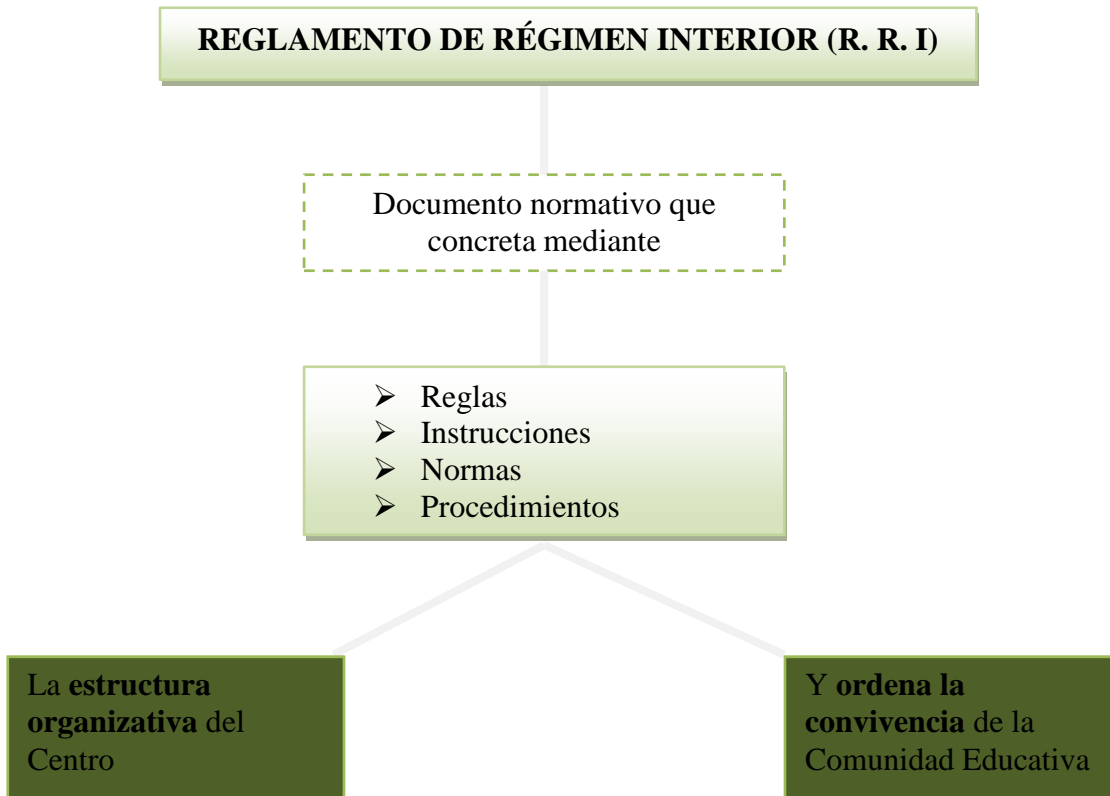 REGLAMENTO DE RÉGIMEN INTERIOR (R. R. I)
Documento normativo que
concreta mediante
➢ Reglas
➢ Instrucciones
➢ Normas
➢ Procedimientos
La estructura
organizativa del
Centro
Y ordena la
convivencia de la
Comunidad Educativa